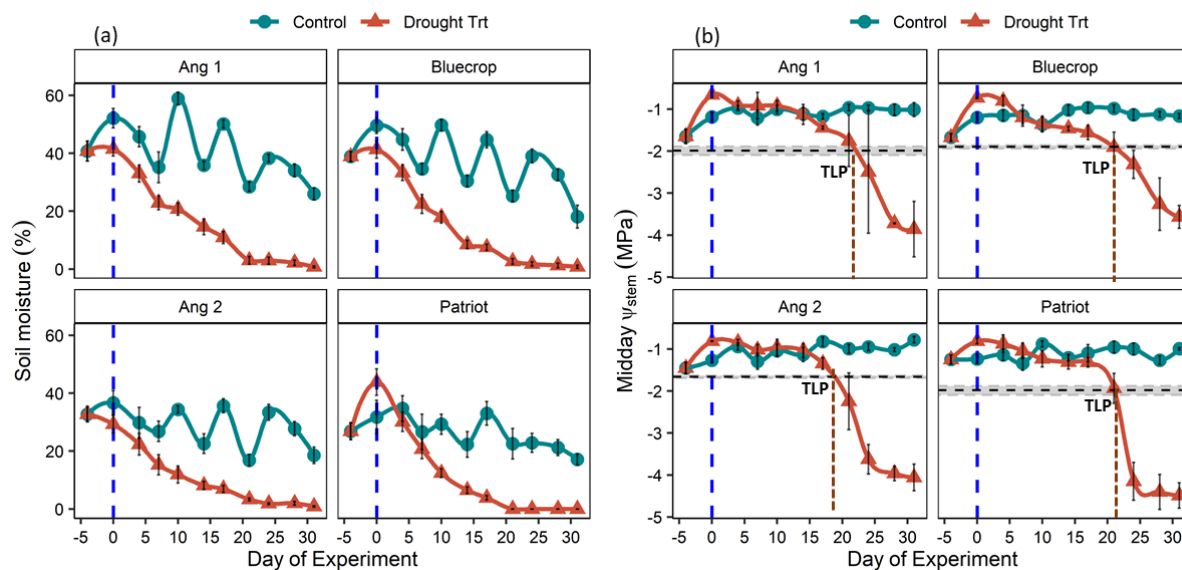 Control Drought Trt
(a)
Ang 1 Bluecrop
60
40
20
0
Ang 2 Patriot
60
40
20
0
-5 0 5 10 15 20 25 30 -5 0 5 10 15 20 25 30
Soil moisture (%)
Day of Experiment
Control Drought Trt
(b)
Ang 1 Bluecrop
-1
-2
-3
-4
-5
TLP TLP
Ang 2 Patriot
-1
-2
-3
-4
-5
TLP TLP
-5 0 5 10 15 20 25 30 -5 0 5 10 15 20 25 30
Midday ψstem (MPa)
Day of Experiment